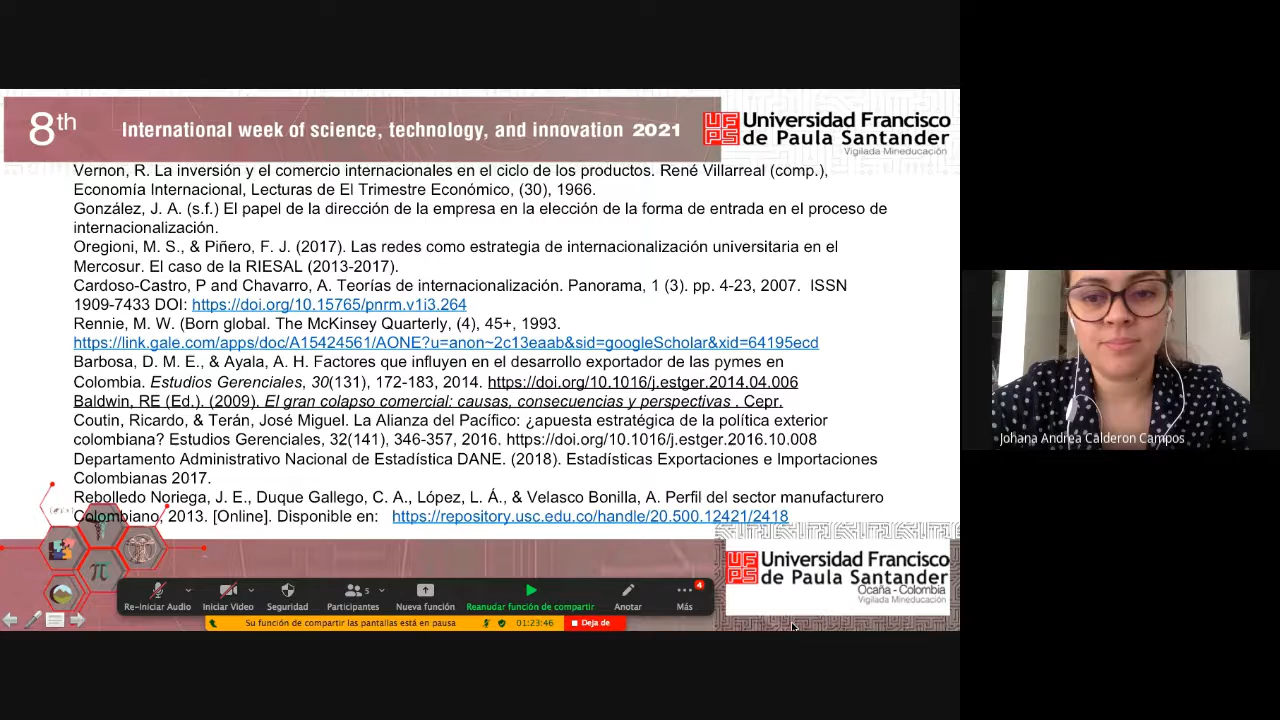 8th
International week of science, technology, and innovation 2021
Universidad Francisco
de Paula Santander
Vigilada Mineducación
Vernon, R. La inversión y el comercio internacionales en el ciclo de los productos. René Villarreal (comp.),
Economía Internacional, Lecturas de El Trimestre Económico, (30), 1966.
González, J. A. (s.f.) El papel de la dirección de la empresa en la elección de la forma de entrada en el proceso de
internacionalización.
Oregioni, M. S., & Piñero, F. J. (2017). Las redes como estrategia de internacionalización universitaria en el
Mercosur. El caso de la RIESAL (2013-2017).
Cardoso-Castro, P and Chavarro, A. Teorías de internacionalización. Panorama, 1 (3). pp. 4-23, 2007. ISSN
1909-7433 DOI: https://doi.org/10.15765/pnrm.v1i3.264
Rennie, M. W. (Born global. The McKinsey Quarterly, (4), 45+, 1993.
https://link.gale.com/apps/doc/A15424561/AONE?u=anon~2c13eaab&sid=googleScholar&xid=64195ecd
Barbosa, D. M. E., & Ayala, A. H. Factores que influyen en el desarrollo exportador de las pymes en
Colombia. Estudios Gerenciales, 30(131), 172-183, 2014. https://doi.org/10.1016/j.estger.2014.04.006
Baldwin, RE (Ed.). (2009). El gran colapso comercial: causas, consecuencias y perspectivas . Cepr.
Coutin, Ricardo, & Terán, José Miguel. La Alianza del Pacífico: ¿apuesta estratégica de la política exterior
colombiana? Estudios Gerenciales, 32(141), 346-357, 2016. https://doi.org/10.1016/j.estger.2016.10.008
Departamento Administrativo Nacional de Estadística DANE. (2018). Estadísticas Exportaciones e Importaciones
Colombianas 2017.
Rebolledo Noriega, J. E., Duque Gallego, C. A., López, L. Á., & Velasco Bonilla, A. Perfil del sector manufacturero
Colombiano, 2013. [Online]. Disponible en: https://repository.usc.edu.co/handle/20.500.12421/2418
π
UFPS
Universidad Francisco
de Paula Santander
Ocaña - Colombia
Vigilada Mineducación
5
4
Re-iniciar Audio
Iniciar Video
Seguridad
Participantes
Nueva función
Reanudar función de compartir
Anotar
Más
Su función de compartir las pantallas está en pausa
01:23:46
Deja de
Johana Andrea Calderon Campos